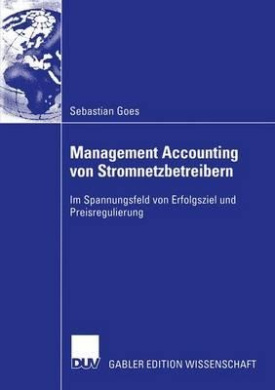 Sebastian Goes
Management Accounting
von Stromnetzbetreibern
Im Spannungsfeld von Erfolgsziel und
Preisregulierung
DUV
GABLER EDITION WISSENSCHAFT